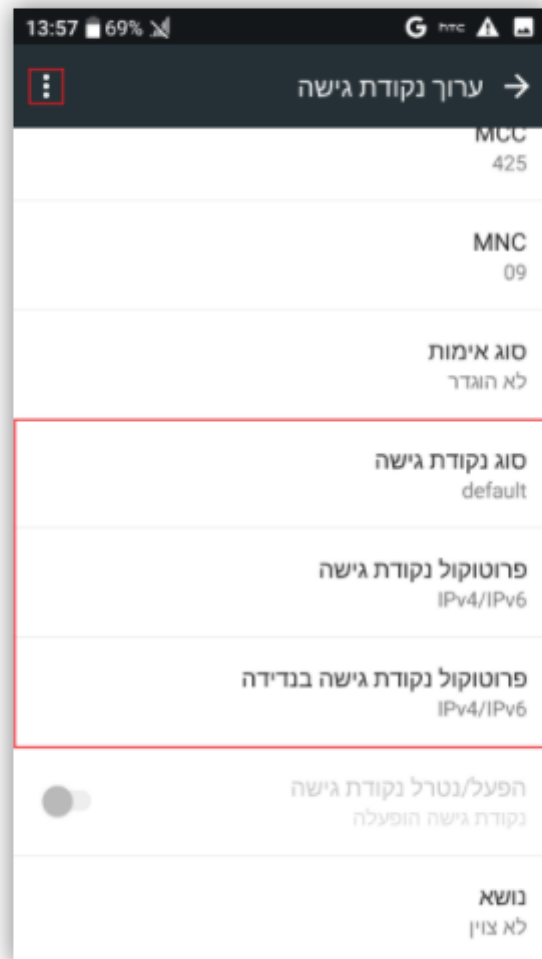 13:57 69% G hTC
ערוך נקודת גישה
MCC
425
MNC
09
סוג אימות
לא הוגדר
סוג נקודת גישה
default
פרוטוקול נקודת גישה
IPv4/IPv6
פרוטוקול נקודת גישה בנדידה
IPv4/IPv6
הפעל/נטרל נקודת גישה
נקודת גישה הופעלה
נושא
לא צוין